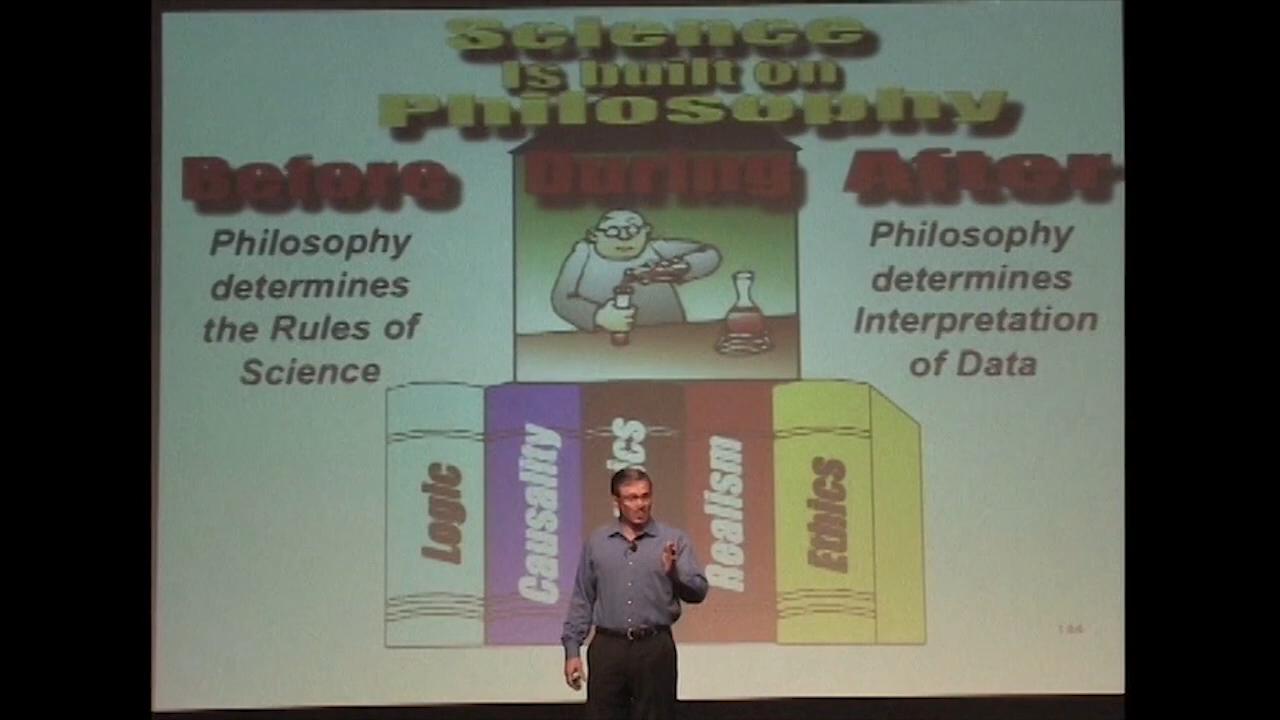 Science
Is built on
Philosophy
Before
During
After
Philosophy
determines
the Rules of
Science
Philosophy
determines
Interpretation
of Data
Logic
Causality
ics
Realism
Ethics